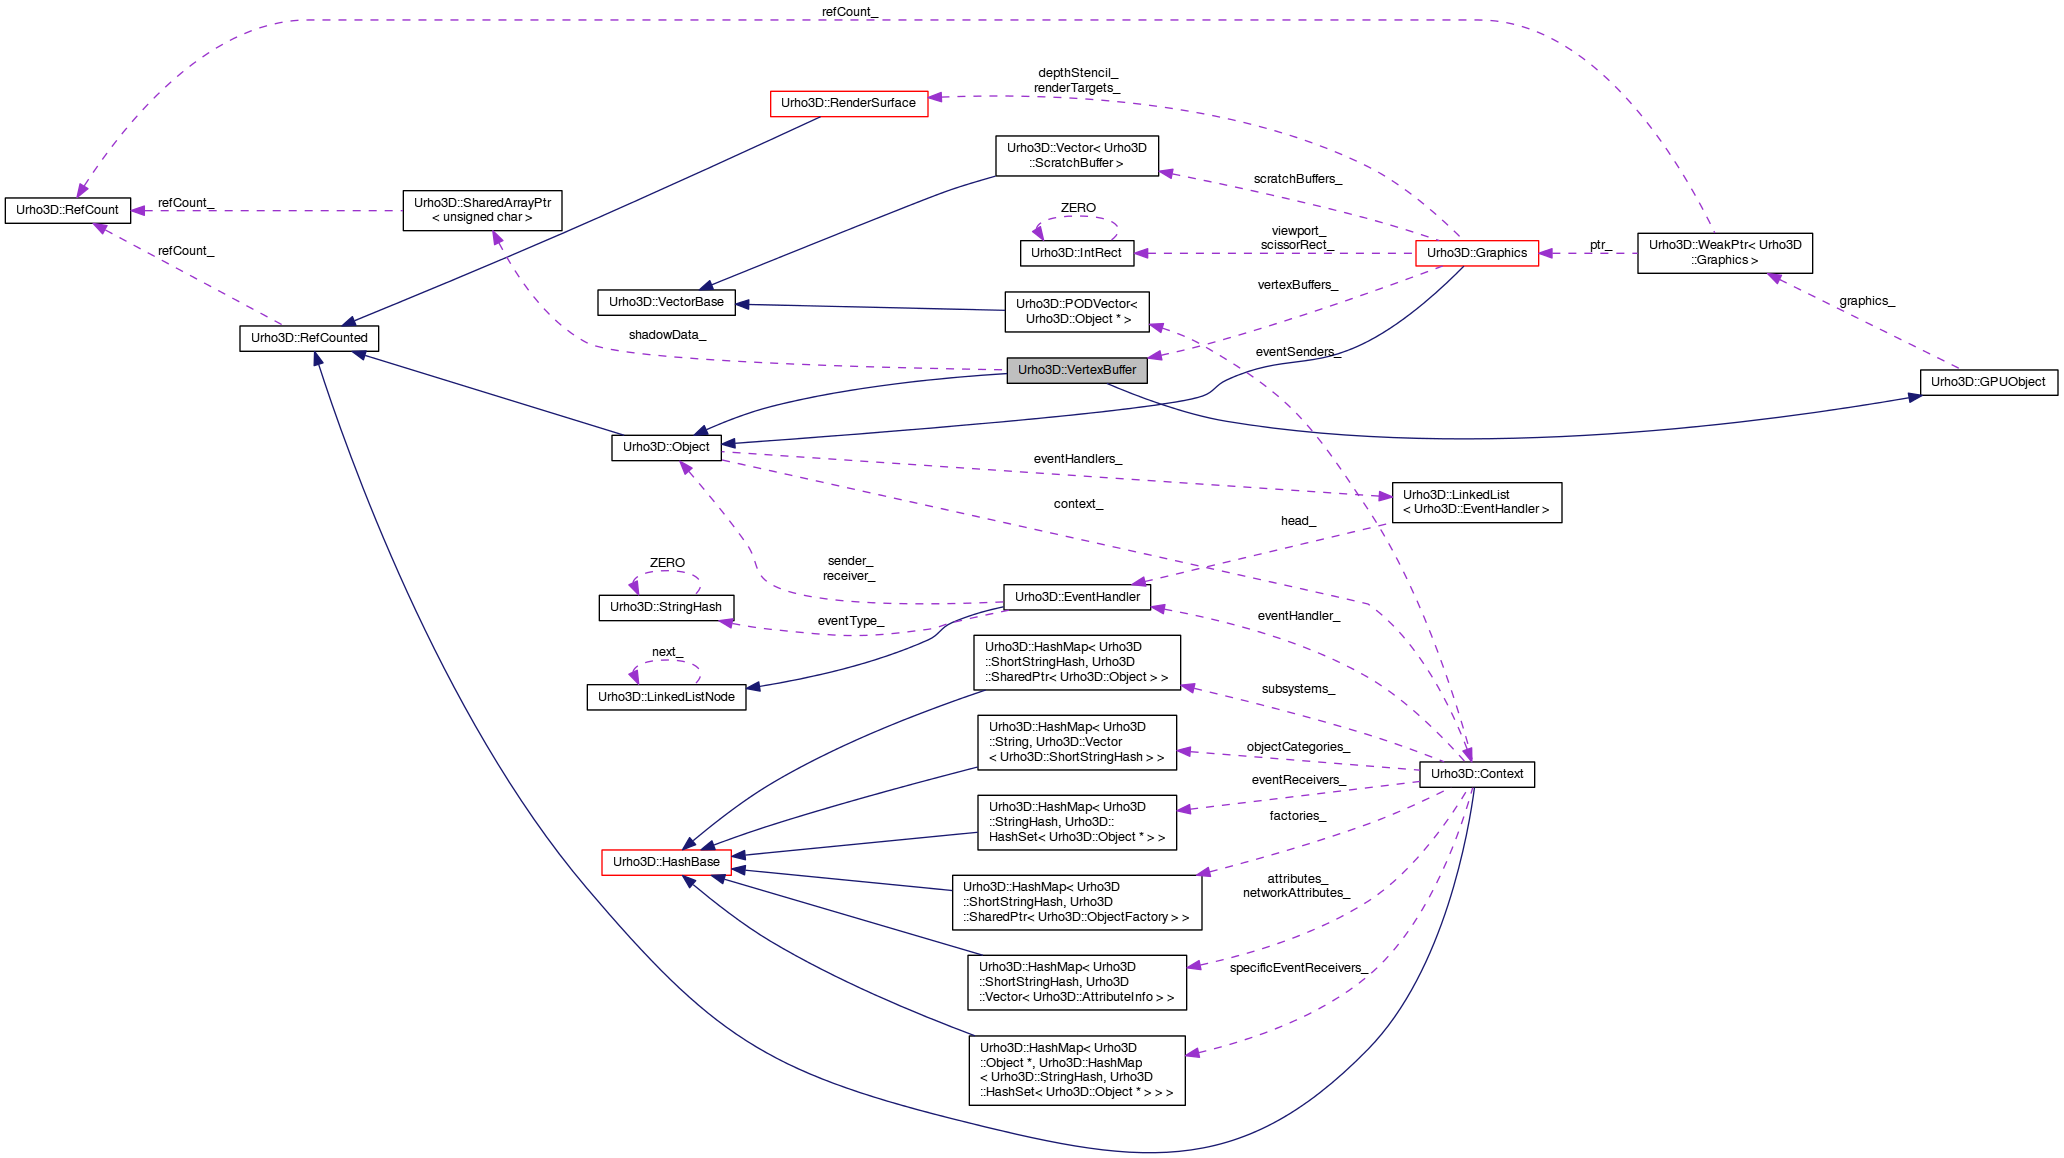 refCount_
depthStencil_
renderTargets_
Urho3D::RenderSurface
Urho3D::Vector< Urho3D
::ScratchBuffer >
scratchBuffers_
Urho3D::SharedArrayPtr
< unsigned char >
refCount_
Urho3D::RefCount
ZERO
viewport_
scissorRect_
Urho3D::IntRect
Urho3D::Graphics
ptr_
Urho3D::WeakPtr< Urho3D
::Graphics >
refCount_
vertexBuffers_
graphics_
Urho3D::VectorBase
Urho3D::PODVector<
Urho3D::Object * >
shadowData_
Urho3D::RefCounted
eventSenders_
Urho3D::VertexBuffer
Urho3D::GPUObject
Urho3D::Object
eventHandlers_
context_
Urho3D::LinkedList
< Urho3D::EventHandler >
head_
sender_
receiver_
ZERO
Urho3D::StringHash
Urho3D::EventHandler
eventType_
eventHandler_
next_
Urho3D::LinkedListNode
Urho3D::HashMap< Urho3D
::ShortStringHash, Urho3D
::SharedPtr< Urho3D::Object > >
subsystems_
Urho3D::HashMap< Urho3D
::String, Urho3D::Vector
< Urho3D::ShortStringHash > >
objectCategories_
Urho3D::Context
eventReceivers_
Urho3D::HashMap< Urho3D
::StringHash, Urho3D::
HashSet< Urho3D::Object * > >
factories_
Urho3D::HashBase
Urho3D::HashMap< Urho3D
::ShortStringHash, Urho3D
::SharedPtr< Urho3D::ObjectFactory > >
attributes_
networkAttributes_
Urho3D::HashMap< Urho3D
::ShortStringHash, Urho3D
::Vector< Urho3D::AttributeInfo > >
specificEventReceivers_
Urho3D::HashMap< Urho3D
::Object *, Urho3D::HashMap
< Urho3D::StringHash, Urho3D
::HashSet< Urho3D::Object * > > >